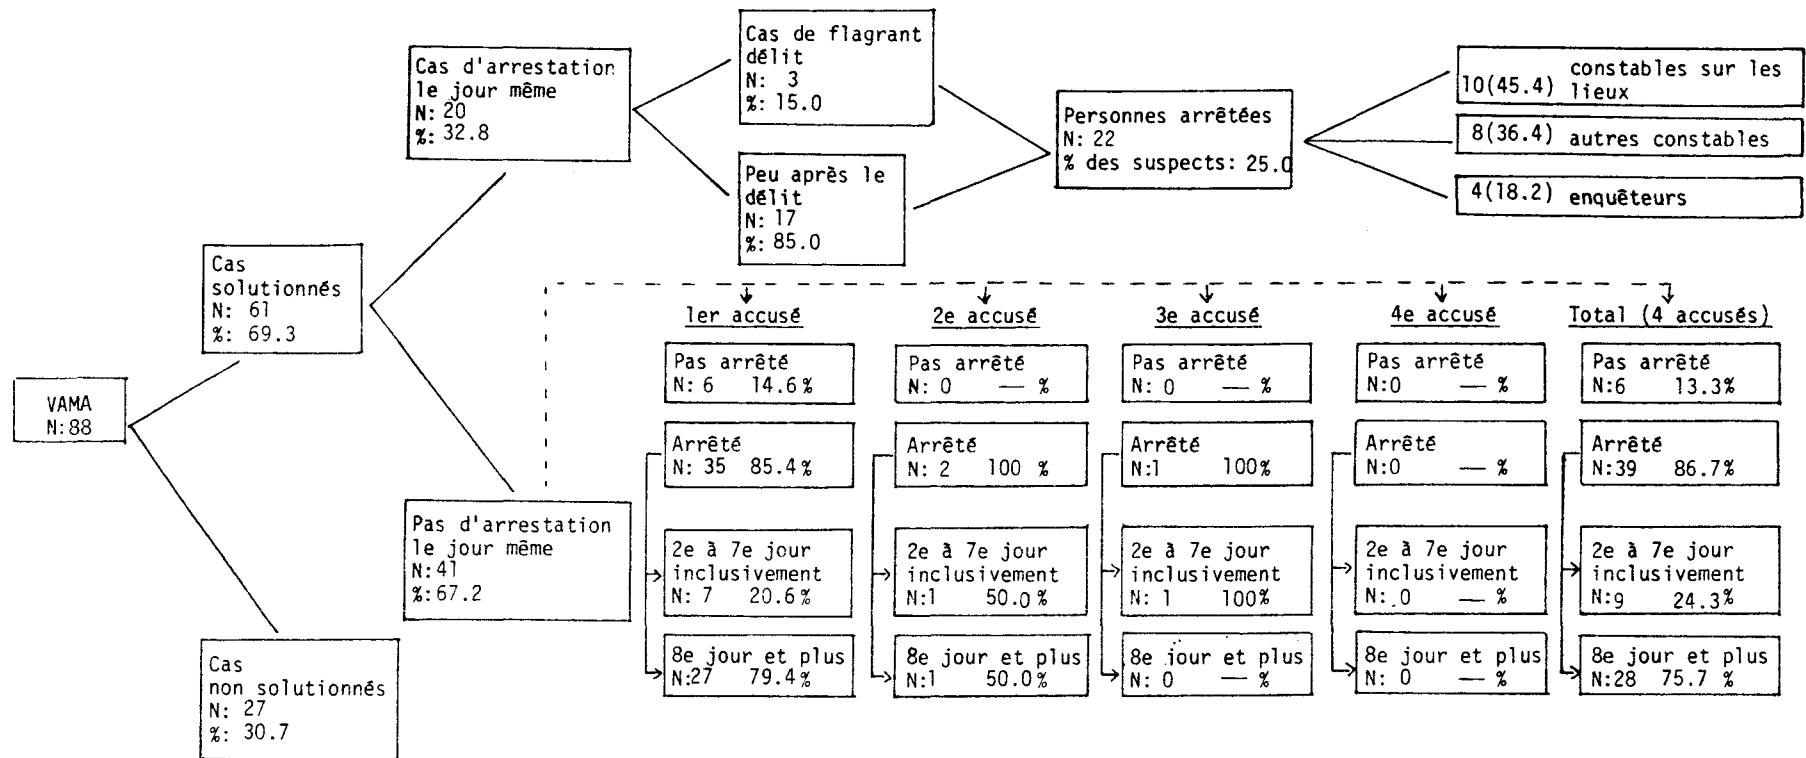 VAMA
N:88
Cas
solutionnés
N: 61
%: 69.3
Cas
non solutionnés
N: 27
%: 30.7
Cas d'arrestation
le jour même
N: 20
%: 32.8
Pas d'arrestation
le jour même
N:41
%:67.2
Cas de flagrant
délit
N: 3
%: 15.0
Peu après le
délit
N: 17
%: 85.0
Personnes arrêtées
N: 22
% des suspects: 25.0
10(45.4) constables sur les
lieux
8(36.4) autres constables
4(18.2) enquêteurs
1er accusé
Pas arrêté
N: 6 14.6%
Arrêté
N: 35 85.4%
2e à 7e jour
inclusivement
N: 7 20.6%
8e jour et plus
N:27 79.4%
2e accusé
Pas arrêté
N: 0 — %
Arrêté
N: 2 100 %
2e à 7e jour
inclusivement
N:1 50.0%
8e jour et plus
N:1 50.0%
3e accusé
Pas arrêté
N: 0 — %
Arrêté
N:1 100%
2e à 7e jour
inclusivement
N: 1 100%
8e jour et plus
N: 0 — %
4e accusé
Pas arrêté
N:0 — %
Arrêté
N:0 — %
2e à 7e jour
inclusivement
N: 0 — %
8e jour et plus
N: 0 — %
Total (4 accusés)
Pas arrêté
N:6 13.3%
Arrêté
N:39 86.7%
2e à 7e jour
inclusivement
N:9 24.3%
8e jour et plus
N:28 75.7 %